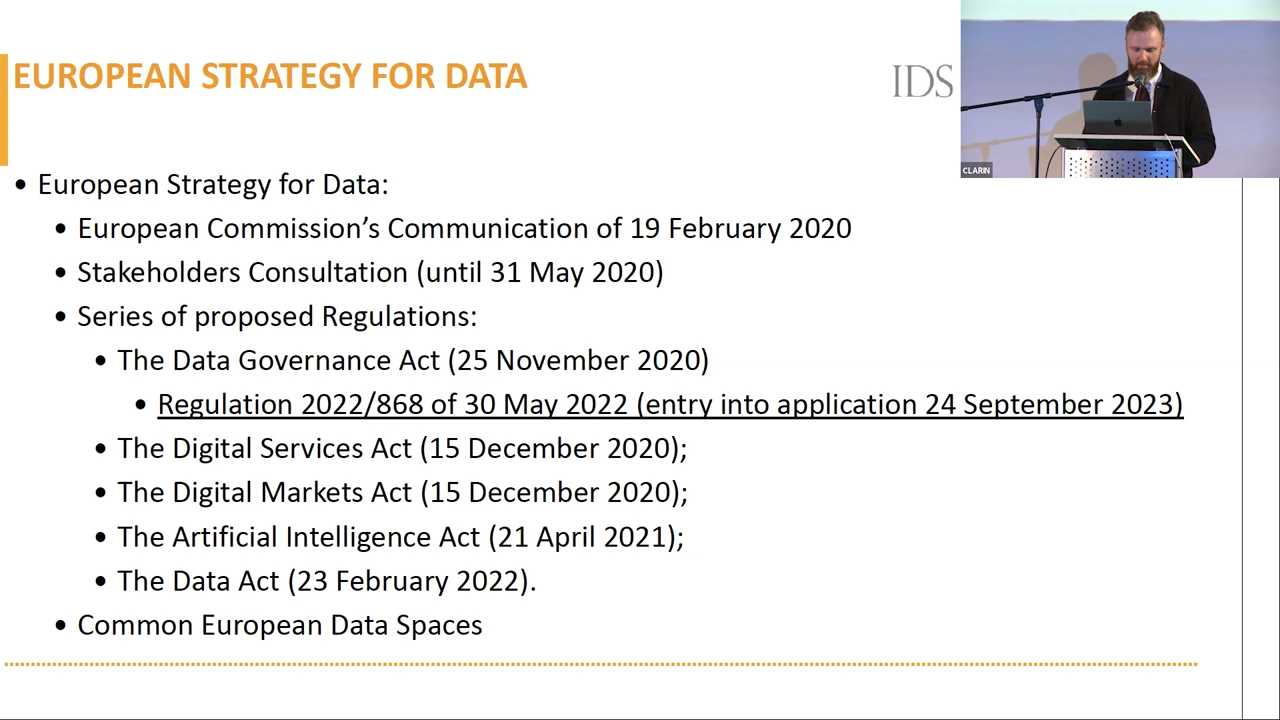 EUROPEAN STRATEGY FOR DATA
IDS
CLARIN
• European Strategy for Data:
• European Commission’s Communication of 19 February 2020
• Stakeholders Consultation (until 31 May 2020)
• Series of proposed Regulations:
• The Data Governance Act (25 November 2020)
• Regulation 2022/868 of 30 May 2022 (entry into application 24 September 2023)
• The Digital Services Act (15 December 2020);
• The Digital Markets Act (15 December 2020);
• The Artificial Intelligence Act (21 April 2021);
• The Data Act (23 February 2022).
• Common European Data Spaces